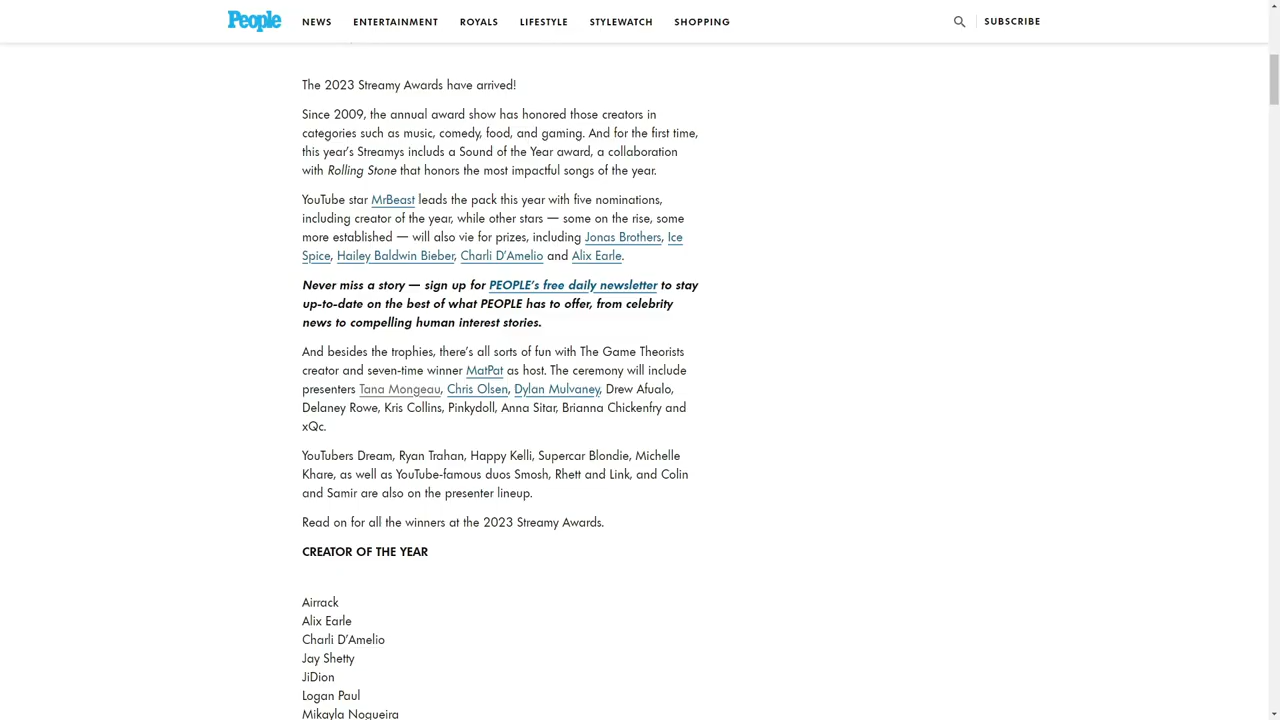 People NEWS ENTERTAINMENT ROYALS LIFESTYLE STYLEWATCH SHOPPING SUBSCRIBE
The 2023 Streamy Awards have arrived!
Since 2009, the annual award show has honored those creators in
categories such as music, comedy, food, and gaming. And for the first time,
this year's Streamys includs a Sound of the Year award, a collaboration
with Rolling Stone that honors the most impactful songs of the year.
YouTube star MrBeast leads the pack this year with five nominations,
including creator of the year, while other stars — some on the rise, some
more established — will also vie for prizes, including Jonas Brothers, Ice
Spice, Hailey Baldwin Bieber, Charli D'Amelio and Alix Earle.
Never miss a story — sign up for PEOPLE's free daily newsletter to stay
up-to-date on the best of what PEOPLE has to offer, from celebrity
news to compelling human interest stories.
And besides the trophies, there's all sorts of fun with The Game Theorists
creator and seven-time winner MatPat as host. The ceremony will include
presenters Tana Mongeau, Chris Olsen, Dylan Mulvaney, Drew Afualo,
Delaney Rowe, Kris Collins, Pinkydoll, Anna Sitar, Brianna Chickenfry and
xQc.
YouTubers Dream, Ryan Trahan, Happy Kelli, Supercar Blondie, Michelle
Khare, as well as YouTube-famous duos Smosh, Rhett and Link, and Colin
and Samir are also on the presenter lineup.
Read on for all the winners at the 2023 Streamy Awards.
CREATOR OF THE YEAR
Airrack
Alix Earle
Charli D'Amelio
Jay Shetty
JiDion
Logan Paul
Mikayla Nogueira